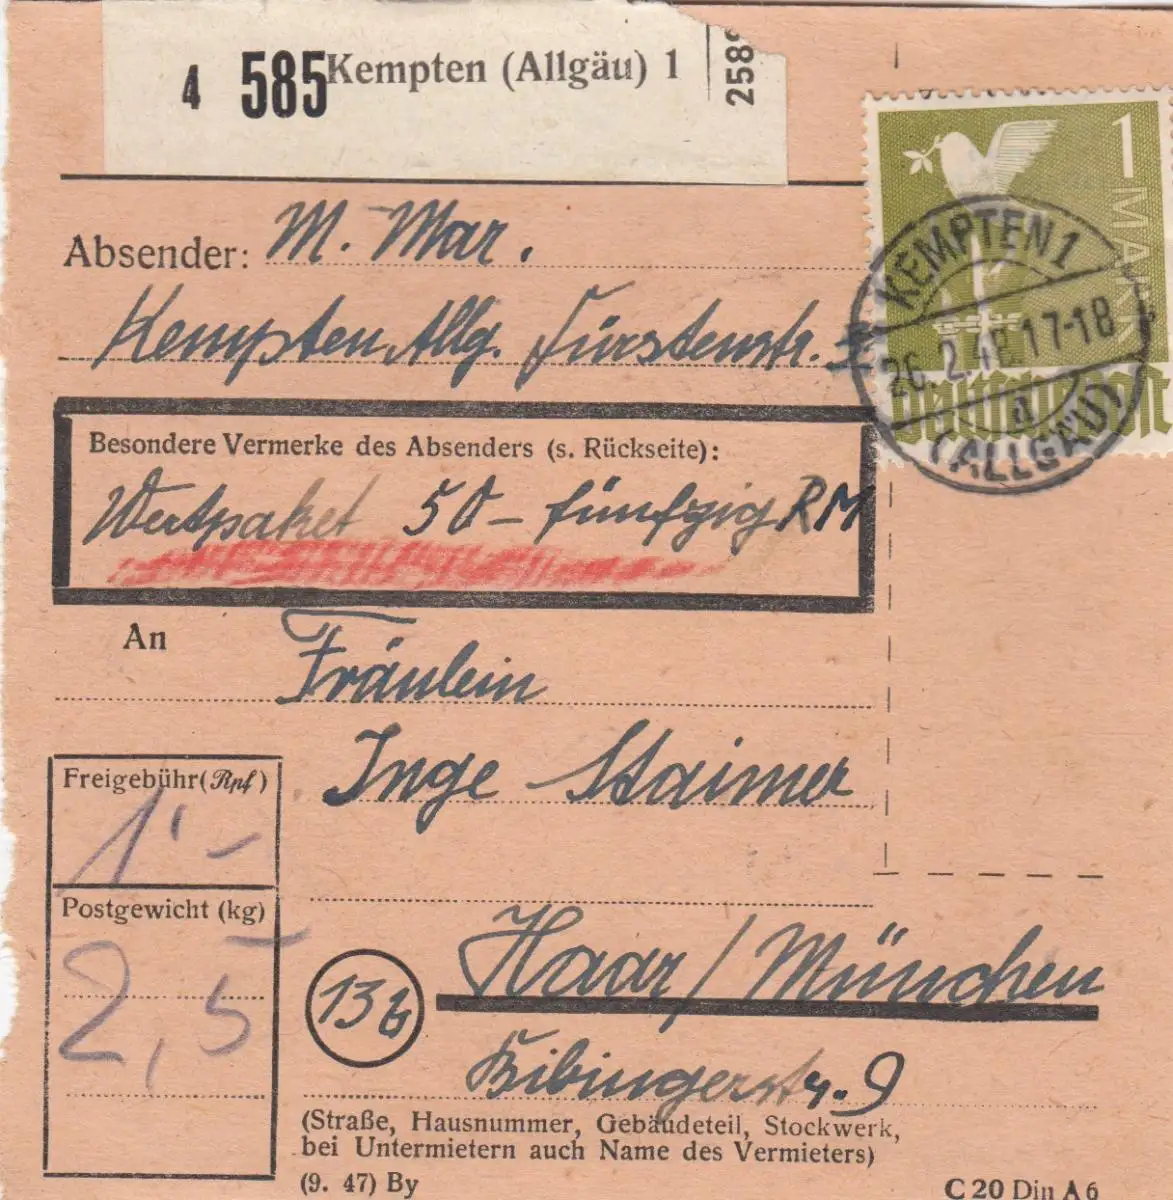 4 585 Kempten (Allgäu) 1
258
1 MARK
Deutsche Post
KEMPTEN 1
26.2.48.17-18
d
(ALLGÄU)
Absender: M. Mar.
Kempten, Allg. Fürstenstr.
Besondere Vermerke des Absenders (s. Rückseite):
Wertpaket 50 – fünfzig RM
An
Fräulein
Inge Staimer
Freigebühr (Rpf)
1,–
Postgewicht (kg)
2,5
13b
Haar / München
Bibingerstr. 9
(Straße, Hausnummer, Gebäudeteil, Stockwerk,
bei Untermietern auch Name des Vermieters)
(9. 47) By
C 20 Din A 6